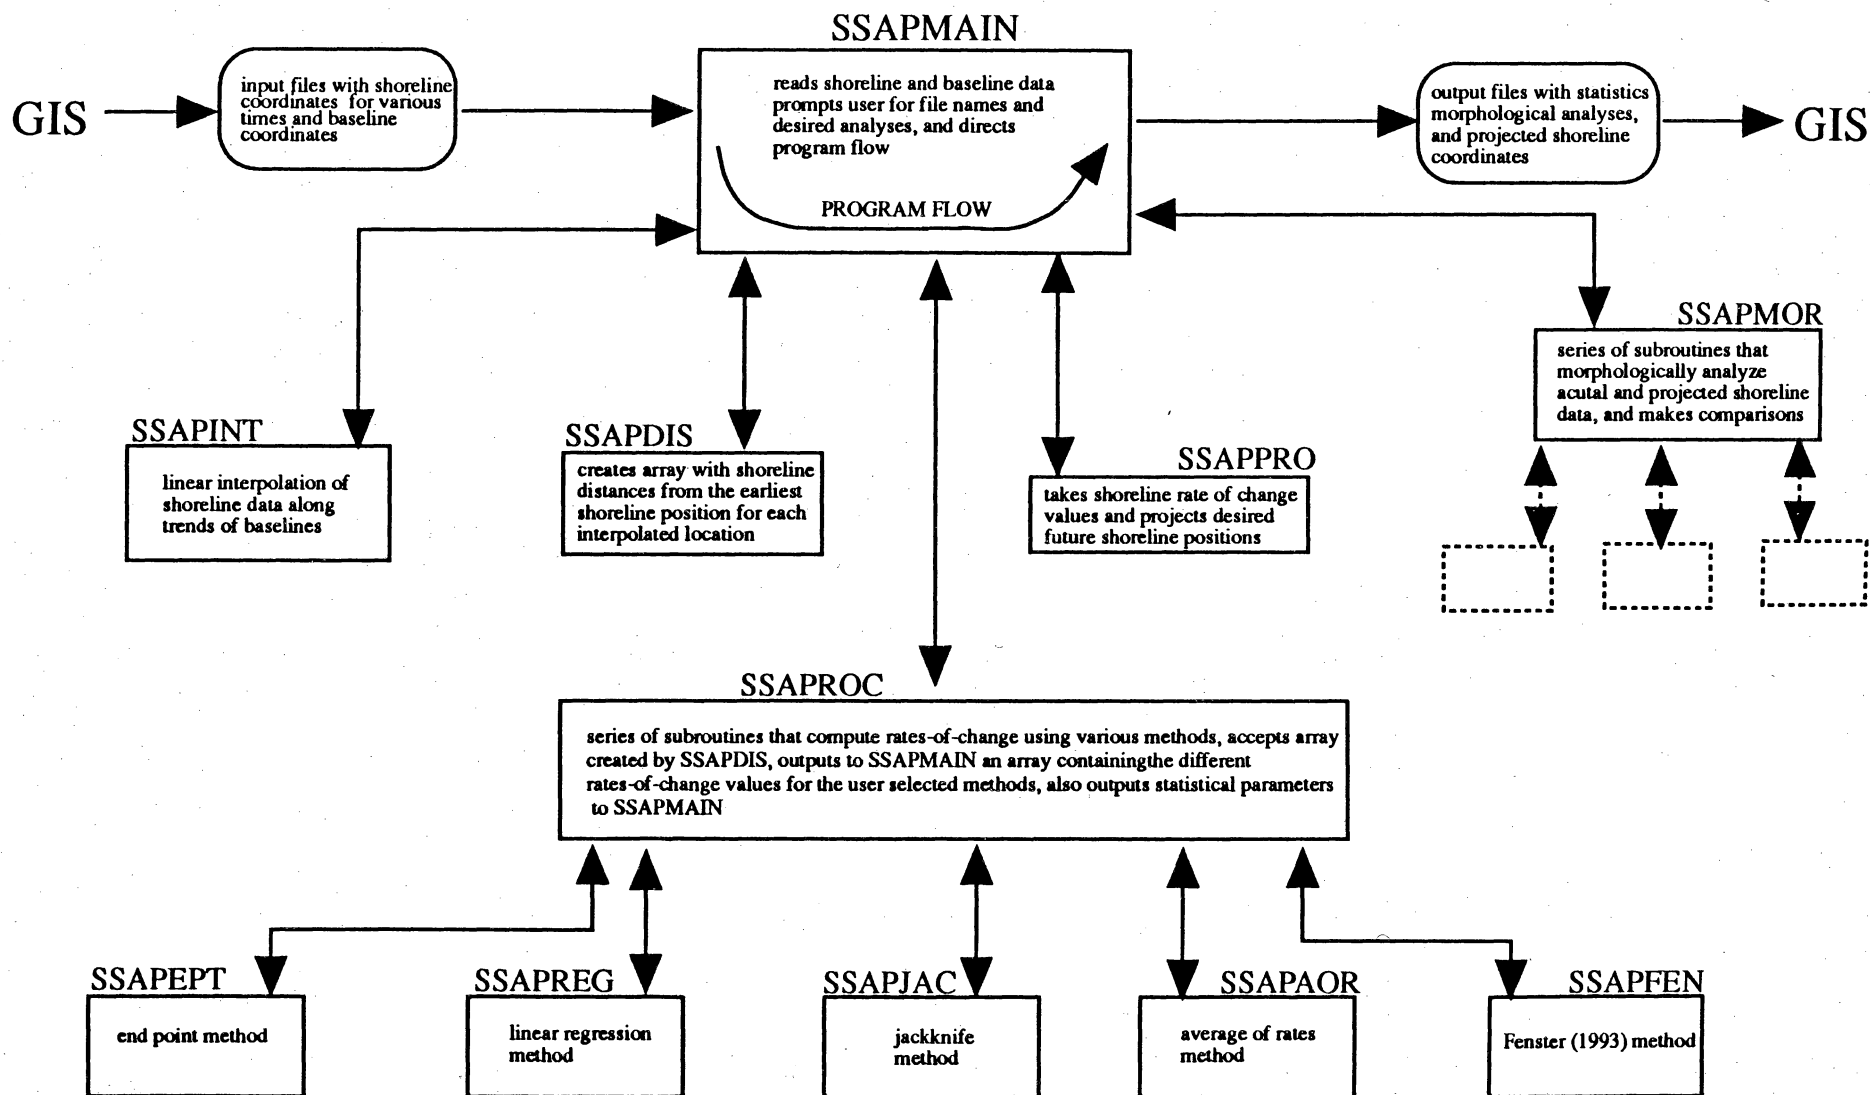 SSAPMAIN
GIS
input files with shoreline
coordinates for various
times and baseline
coordinates
reads shoreline and baseline data
prompts user for file names and
desired analyses, and directs
program flow
PROGRAM FLOW
output files with statistics
morphological analyses,
and projected shoreline
coordinates
GIS
SSAPINT
linear interpolation of
shoreline data along
trends of baselines
SSAPDIS
creates array with shoreline
distances from the earliest
shoreline position for each
interpolated location
SSAPPRO
takes shoreline rate of change
values and projects desired
future shoreline positions
SSAPMOR
series of subroutines that
morphologically analyze
acutal and projected shoreline
data, and makes comparisons
SSAPROC
series of subroutines that compute rates-of-change using various methods, accepts array
created by SSAPDIS, outputs to SSAPMAIN an array containingthe different
rates-of-change values for the user selected methods, also outputs statistical parameters
to SSAPMAIN
SSAPEPT
end point method
SSAPREG
linear regression
method
SSAPJAC
jackknife
method
SSAPAOR
average of rates
method
SSAPFEN
Fenster (1993) method